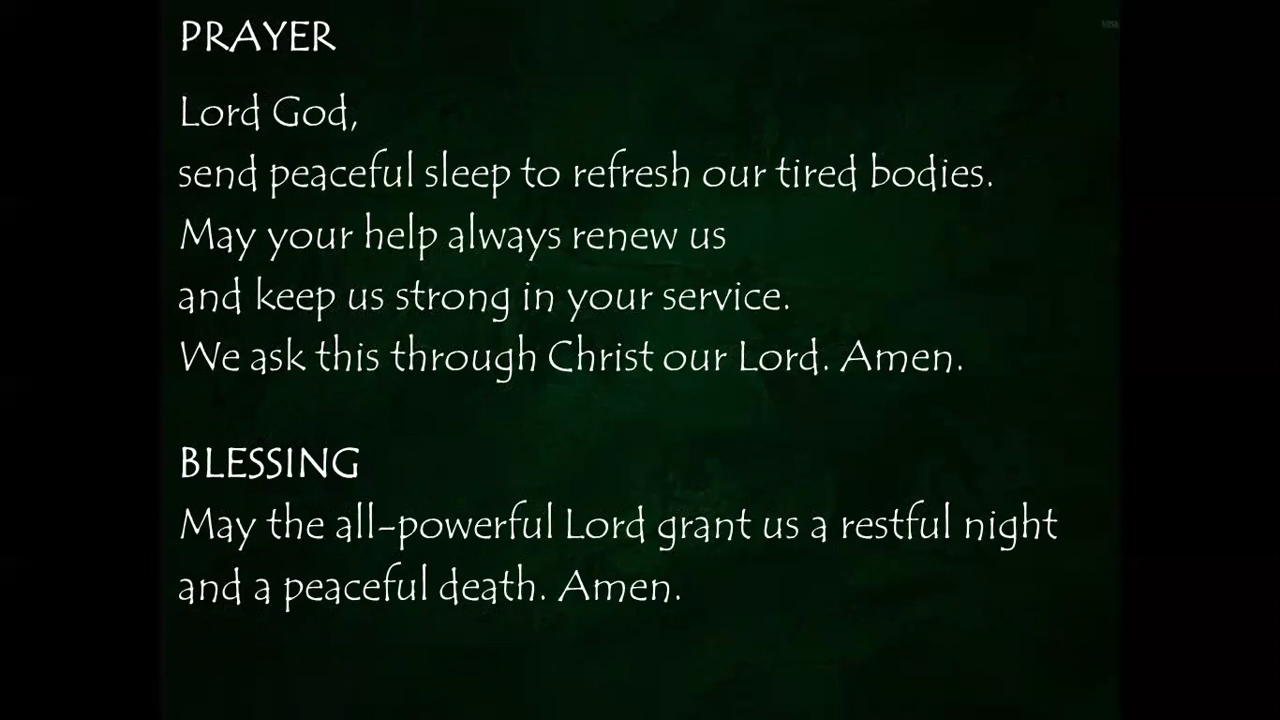 PRAYER
Lord God,
send peaceful sleep to refresh our tired bodies.
May your help always renew us
and keep us strong in your service.
We ask this through Christ our Lord. Amen.
BLESSING
May the all-powerful Lord grant us a restful night
and a peaceful death. Amen.